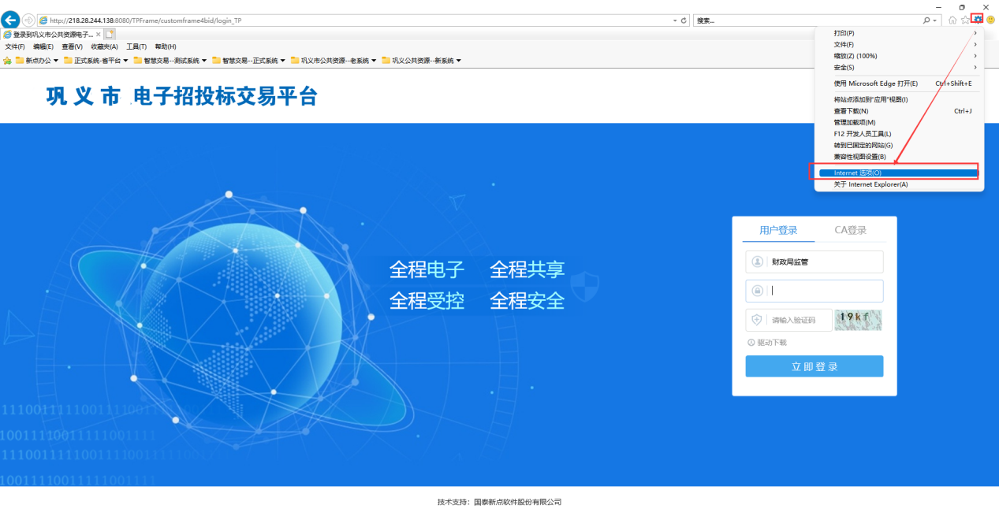 http://218.28.244.138:8080/TPFrame/customframe4bid/login_TP
搜索...
登录到巩义市公共资源电子...
文件(F) 编辑(E) 查看(V) 收藏夹(A) 工具(T) 帮助(H)
新点办公 正式系统-省平台 智慧交易--测试系统 智慧交易--正式系统 巩义市公共资源--老系统 巩义公共资源--新系统
打印(P)
文件(F)
缩放(Z) (100%)
安全(S)
使用 Microsoft Edge 打开(E) Ctrl+Shift+E
将站点添加到“应用”视图(I)
查看下载(N) Ctrl+J
管理加载项(M)
F12 开发人员工具(L)
转到已固定的网站(G)
兼容性视图设置(B)
Internet 选项(O)
关于 Internet Explorer(A)
巩义市 电子招投标交易平台
全程电子 全程共享
全程受控 全程安全
用户登录 CA登录
财政局监管
请输入验证码 19kf
驱动下载
立即登录
技术支持：国泰新点软件股份有限公司